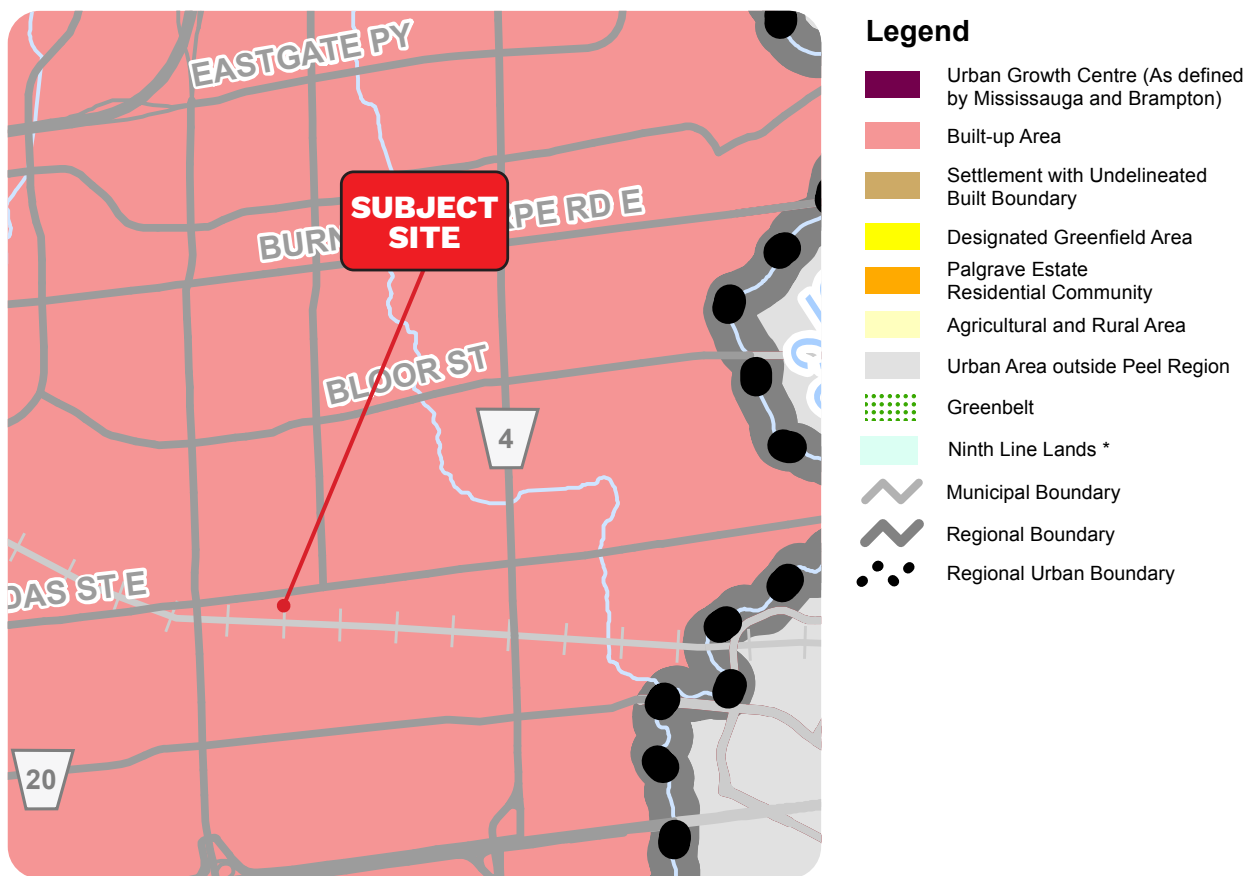 EASTGATE PY
SUBJECT
SITE
BURN RPE RD E
BLOOR ST
4
DAS ST E
20
Legend
Urban Growth Centre (As defined
by Mississauga and Brampton)
Built-up Area
Settlement with Undelineated
Built Boundary
Designated Greenfield Area
Palgrave Estate
Residential Community
Agricultural and Rural Area
Urban Area outside Peel Region
Greenbelt
Ninth Line Lands *
Municipal Boundary
Regional Boundary
Regional Urban Boundary